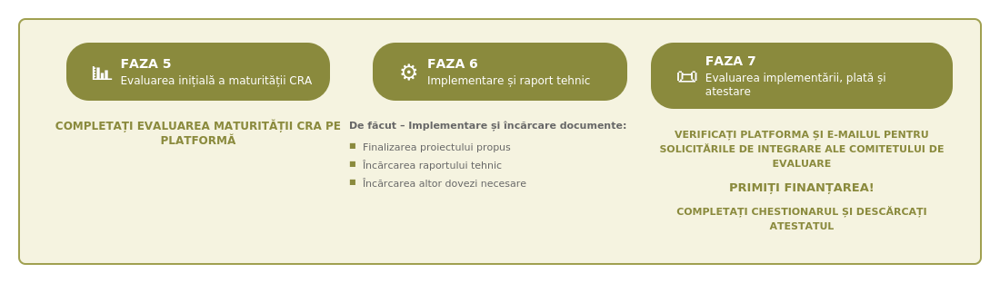 FAZA 5
Evaluarea inițială a maturității CRA
COMPLETAȚI EVALUAREA MATURITĂȚII CRA PE
PLATFORMĂ
FAZA 6
Implementare și raport tehnic
De făcut – Implementare și încărcare documente:
Finalizarea proiectului propus
Încărcarea raportului tehnic
Încărcarea altor dovezi necesare
FAZA 7
Evaluarea implementării, plată și
atestare
VERIFICAȚI PLATFORMA ȘI E-MAILUL PENTRU
SOLICITĂRILE DE INTEGRARE ALE COMITETULUI DE
EVALUARE
PRIMIȚI FINANȚAREA!
COMPLETAȚI CHESTIONARUL ȘI DESCĂRCAȚI
ATESTATUL